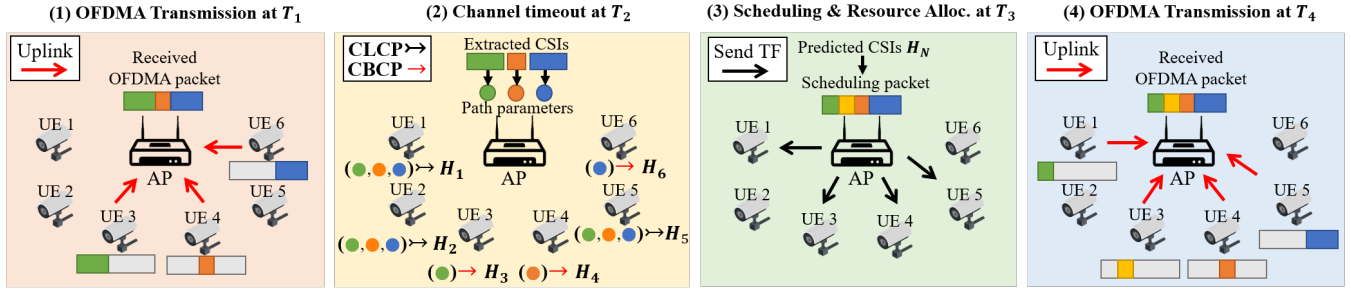 (1) OFDMA Transmission at T₁
Uplink
Received
OFDMA packet
UE 1
UE 6
AP
UE 2
UE 5
UE 3
UE 4
(2) Channel timeout at T₂
CLCP ↣
CBCP →
Extracted CSIs
Path parameters
UE 1
UE 6
(●,●,●)↣ H₁
AP
(●)→ H₆
UE 2
UE 5
UE 3
UE 4
(●,●,●)↣ H₂
(●,●,●)↣H₅
(●)→ H₃
(●)→ H₄
(3) Scheduling & Resource Alloc. at T₃
Send TF
Predicted CSIs H_N
Scheduling packet
UE 1
UE 6
AP
UE 2
UE 5
UE 3
UE 4
(4) OFDMA Transmission at T₄
Uplink
Received
OFDMA packet
UE 1
UE 6
AP
UE 2
UE 5
UE 3
UE 4